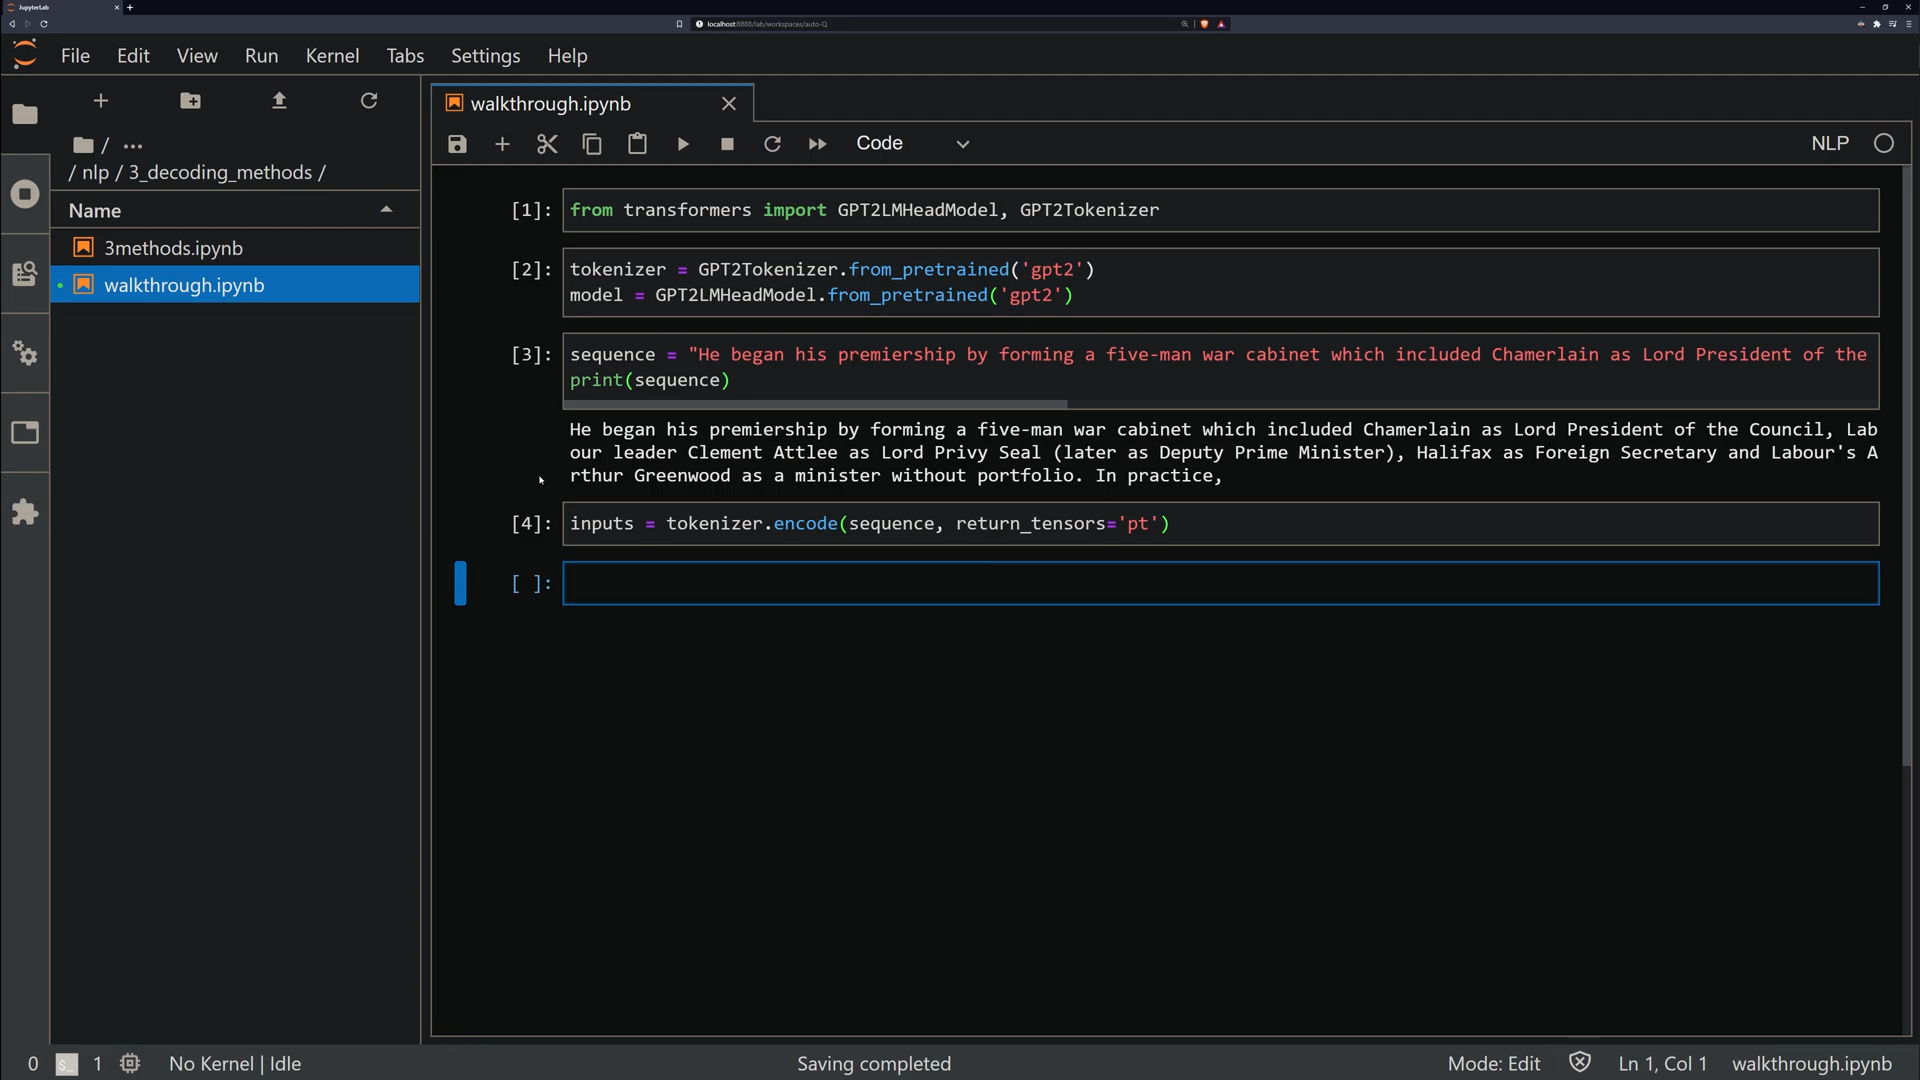 JupyterLab
localhost:8888/lab/workspaces/auto-Q
File Edit View Run Kernel Tabs Settings Help
walkthrough.ipynb
/ ...
/ nlp / 3_decoding_methods /
Code
NLP
Name
3methods.ipynb
walkthrough.ipynb
[1]: from transformers import GPT2LMHeadModel, GPT2Tokenizer
[2]: tokenizer = GPT2Tokenizer.from_pretrained('gpt2')
model = GPT2LMHeadModel.from_pretrained('gpt2')
[3]: sequence = "He began his premiership by forming a five-man war cabinet which included Chamerlain as Lord President of the
print(sequence)
He began his premiership by forming a five-man war cabinet which included Chamerlain as Lord President of the Council, Lab
our leader Clement Attlee as Lord Privy Seal (later as Deputy Prime Minister), Halifax as Foreign Secretary and Labour's A
rthur Greenwood as a minister without portfolio. In practice,
[4]: inputs = tokenizer.encode(sequence, return_tensors='pt')
[ ]:
0 $_ 1 No Kernel | Idle Saving completed Mode: Edit Ln 1, Col 1 walkthrough.ipynb